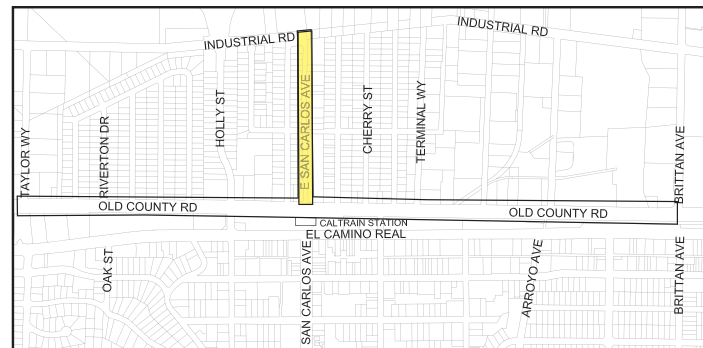 INDUSTRIAL RD
INDUSTRIAL RD
TAYLOR WY
RIVERTON DR
HOLLY ST
E SAN CARLOS AVE
CHERRY ST
TERMINAL WY
BRITTAN AVE
OLD COUNTY RD
OLD COUNTY RD
CALTRAIN STATION
EL CAMINO REAL
OAK ST
SAN CARLOS AVE
ARROYO AVE
BRITTAN AVE